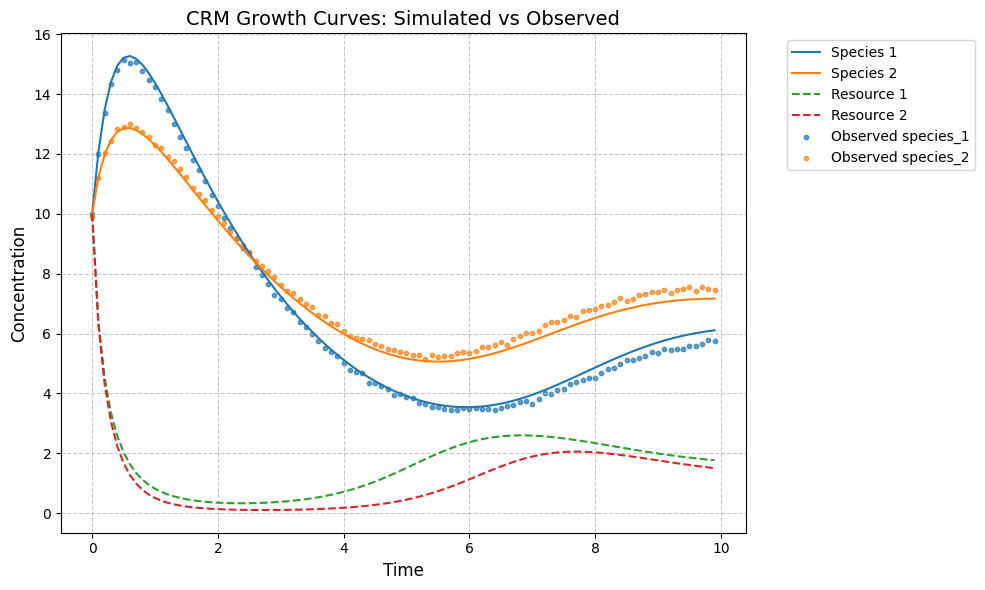 CRM Growth Curves: Simulated vs Observed
Concentration
16
14
12
10
8
6
4
2
0
0 2 4 6 8 10
Time
Species 1
Species 2
Resource 1
Resource 2
Observed species_1
Observed species_2